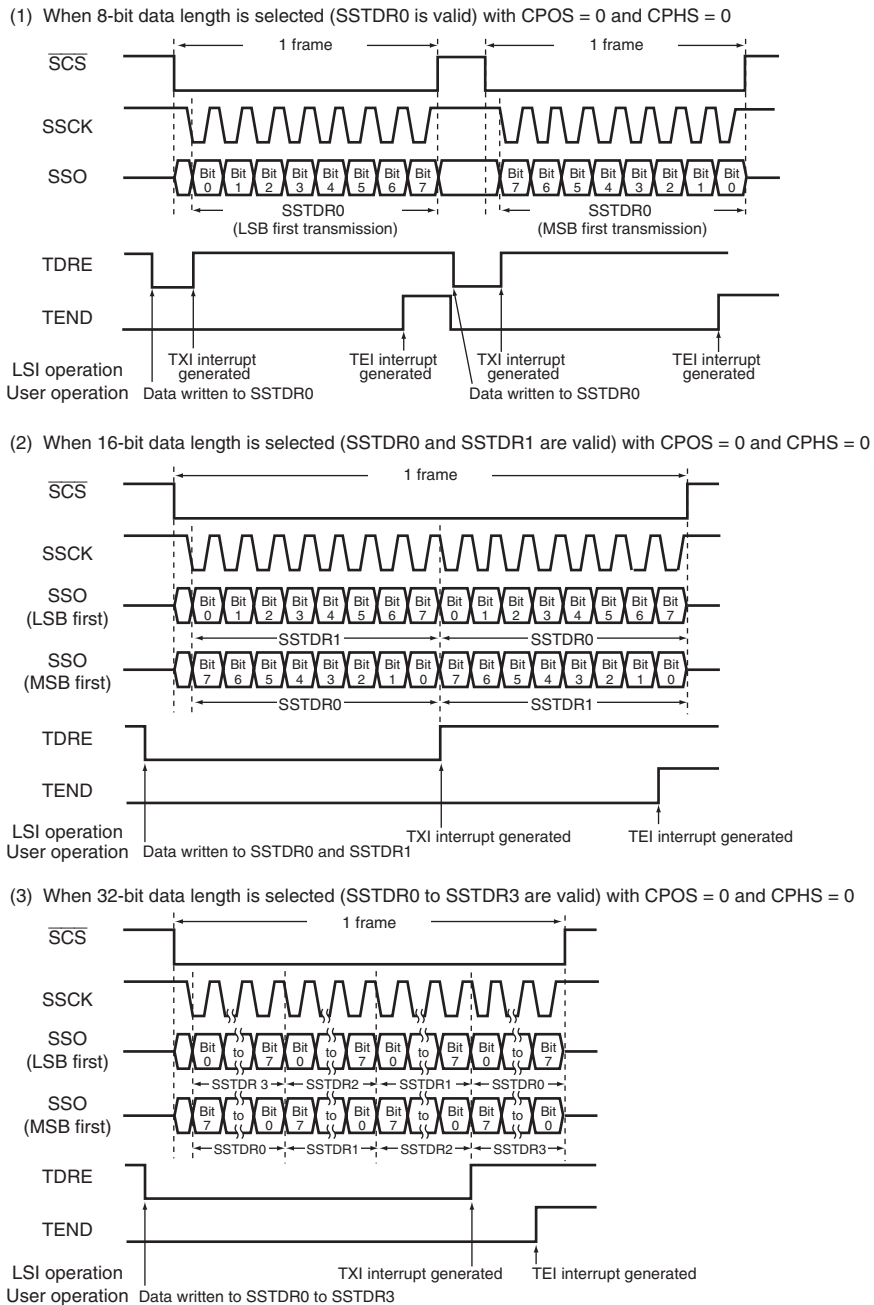 (1) When 8-bit data length is selected (SSTDR0 is valid) with CPOS = 0 and CPHS = 0
1 frame 1 frame
SCS
SSCK
SSO Bit 0 Bit 1 Bit 2 Bit 3 Bit 4 Bit 5 Bit 6 Bit 7 Bit 7 Bit 6 Bit 5 Bit 4 Bit 3 Bit 2 Bit 1 Bit 0
SSTDR0 SSTDR0
(LSB first transmission) (MSB first transmission)
TDRE
TEND
LSI operation TXI interrupt generated TEI interrupt generated TXI interrupt generated TEI interrupt generated
User operation Data written to SSTDR0 Data written to SSTDR0
(2) When 16-bit data length is selected (SSTDR0 and SSTDR1 are valid) with CPOS = 0 and CPHS = 0
1 frame
SCS
SSCK
SSO (LSB first) Bit 0 Bit 1 Bit 2 Bit 3 Bit 4 Bit 5 Bit 6 Bit 7 Bit 0 Bit 1 Bit 2 Bit 3 Bit 4 Bit 5 Bit 6 Bit 7
SSTDR1 SSTDR0
SSO (MSB first) Bit 7 Bit 6 Bit 5 Bit 4 Bit 3 Bit 2 Bit 1 Bit 0 Bit 7 Bit 6 Bit 5 Bit 4 Bit 3 Bit 2 Bit 1 Bit 0
SSTDR0 SSTDR1
TDRE
TEND
LSI operation TXI interrupt generated TEI interrupt generated
User operation Data written to SSTDR0 and SSTDR1
(3) When 32-bit data length is selected (SSTDR0 to SSTDR3 are valid) with CPOS = 0 and CPHS = 0
1 frame
SCS
SSCK
SSO (LSB first) Bit 0 to Bit 7 Bit 0 to Bit 7 Bit 0 to Bit 7 Bit 0 to Bit 7
SSTDR 3 SSTDR2 SSTDR1 SSTDR0
SSO (MSB first) Bit 7 to Bit 0 Bit 7 to Bit 0 Bit 7 to Bit 0 Bit 7 to Bit 0
SSTDR0 SSTDR1 SSTDR2 SSTDR3
TDRE
TEND
LSI operation TXI interrupt generated TEI interrupt generated
User operation Data written to SSTDR0 to SSTDR3